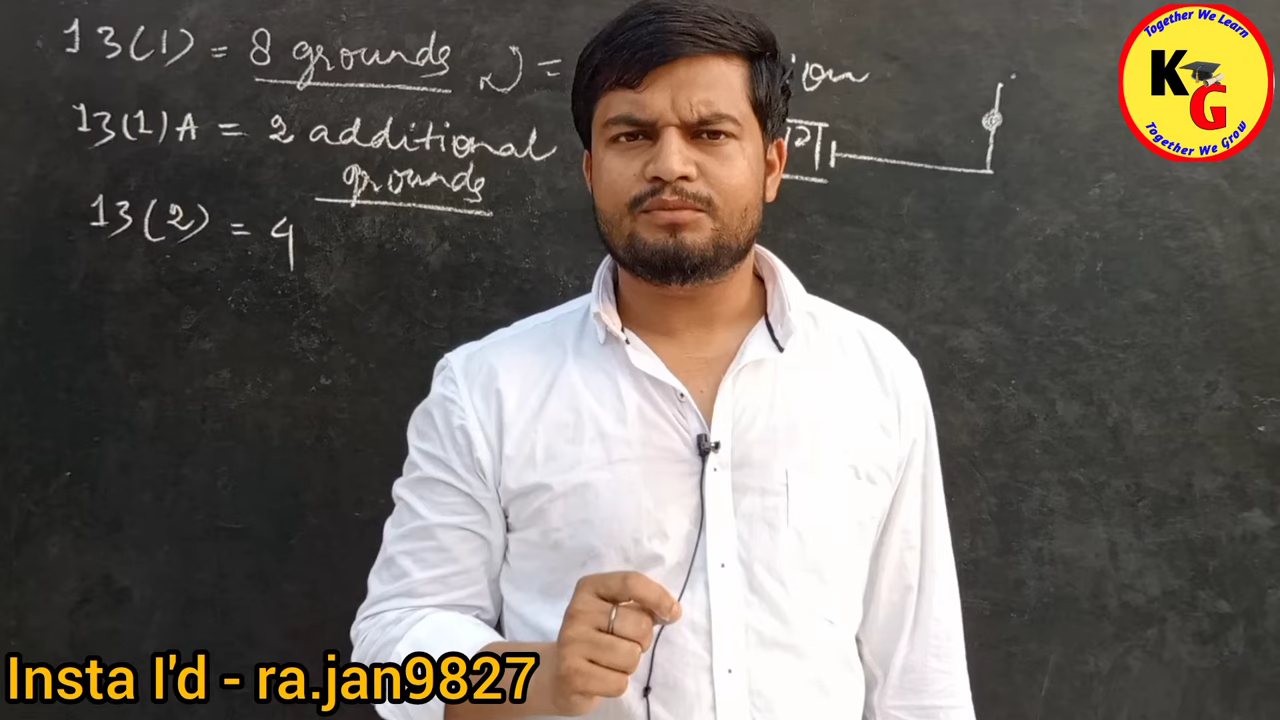 13(1) = 8 grounds
13(1)A = 2 additional
grounds
13(2) = 4
Together We Learn
KG
Together We Grow
Insta I'd - ra.jan9827